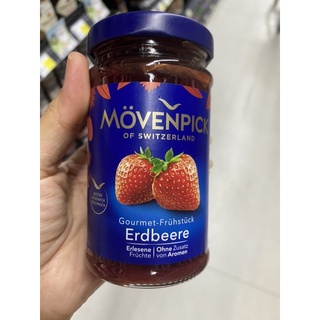 MÖVENPICK
OF SWITZERLAND
Gourmet-Frühstück
Erdbeere
Erlesene Ohne Zusatz
Früchte von Aromen